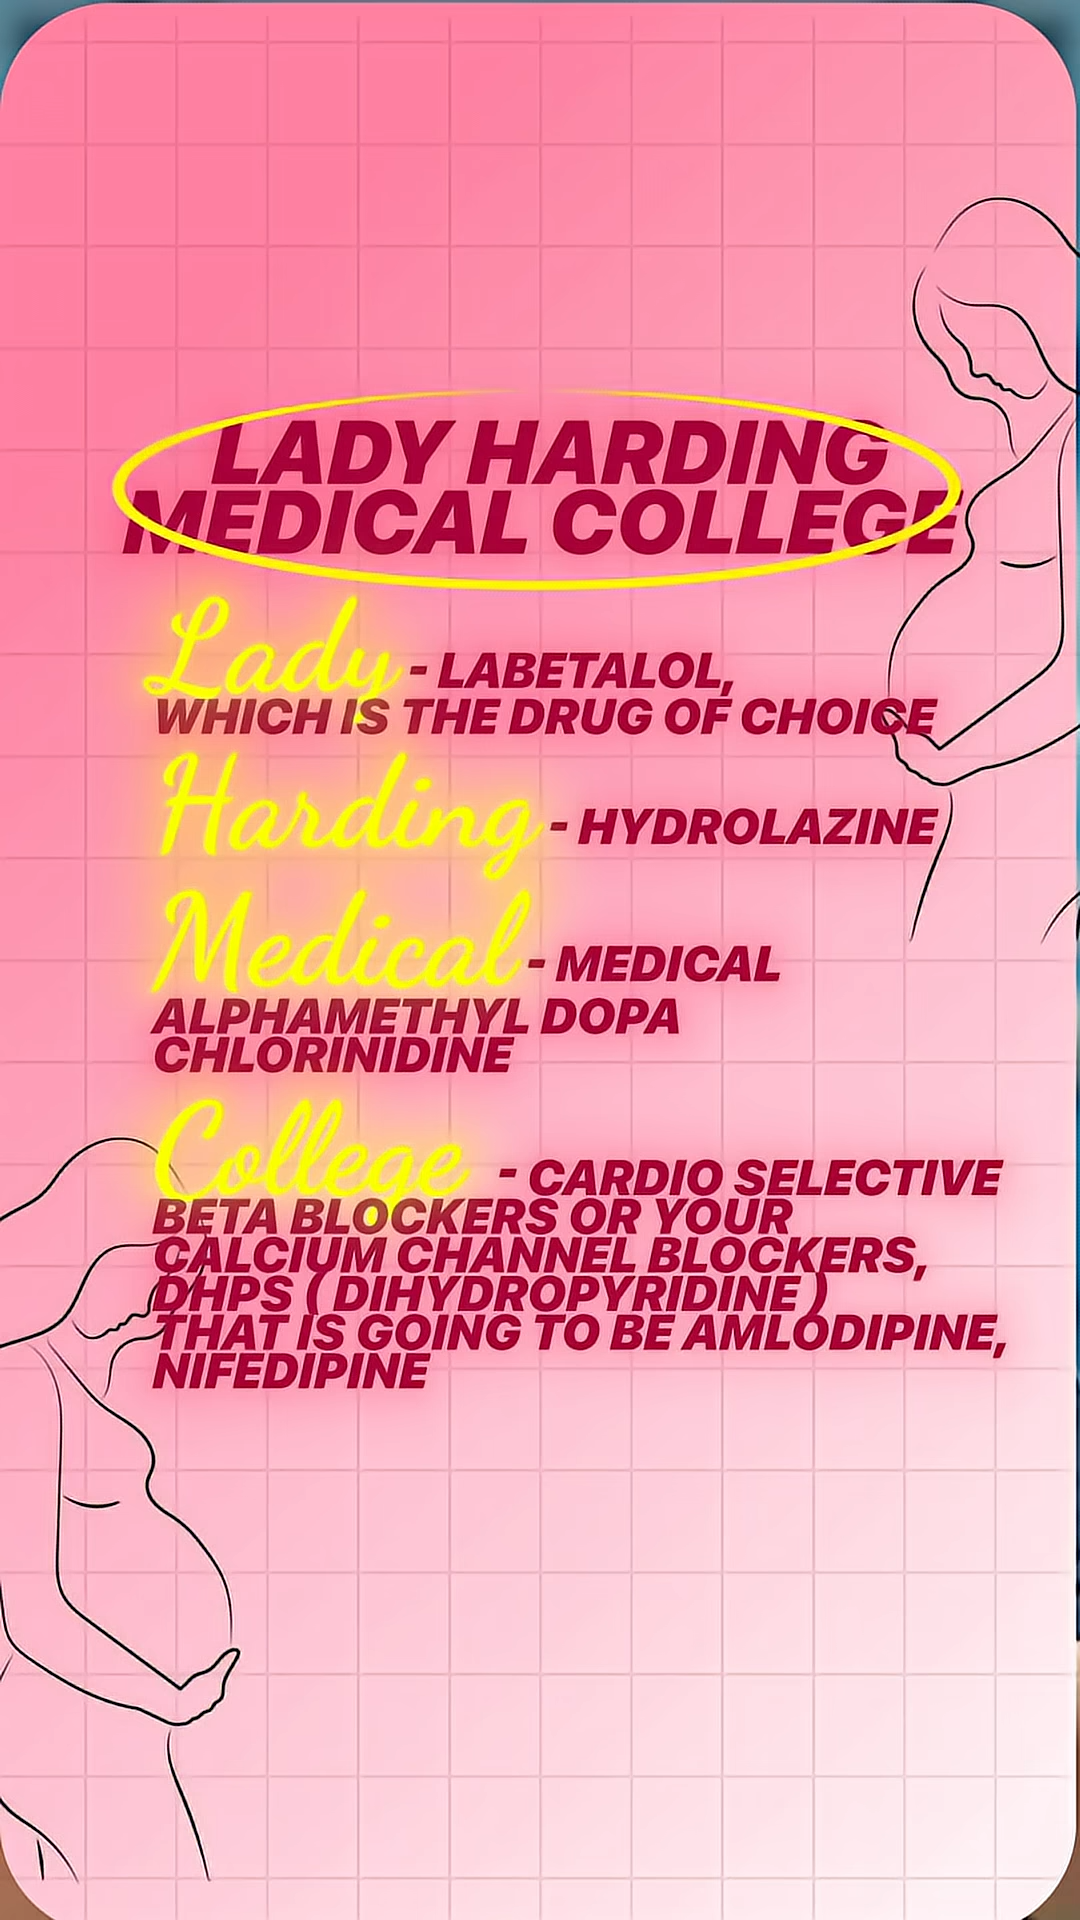 LADY HARDING
MEDICAL COLLEGE
Lady - LABETALOL,
WHICH IS THE DRUG OF CHOICE
Harding - HYDROLAZINE
Medical - MEDICAL
ALPHAMETHYL DOPA
CHLORINIDINE
College - CARDIO SELECTIVE
BETA BLOCKERS OR YOUR
CALCIUM CHANNEL BLOCKERS,
DHPS ( DIHYDROPYRIDINE )
THAT IS GOING TO BE AMLODIPINE,
NIFEDIPINE